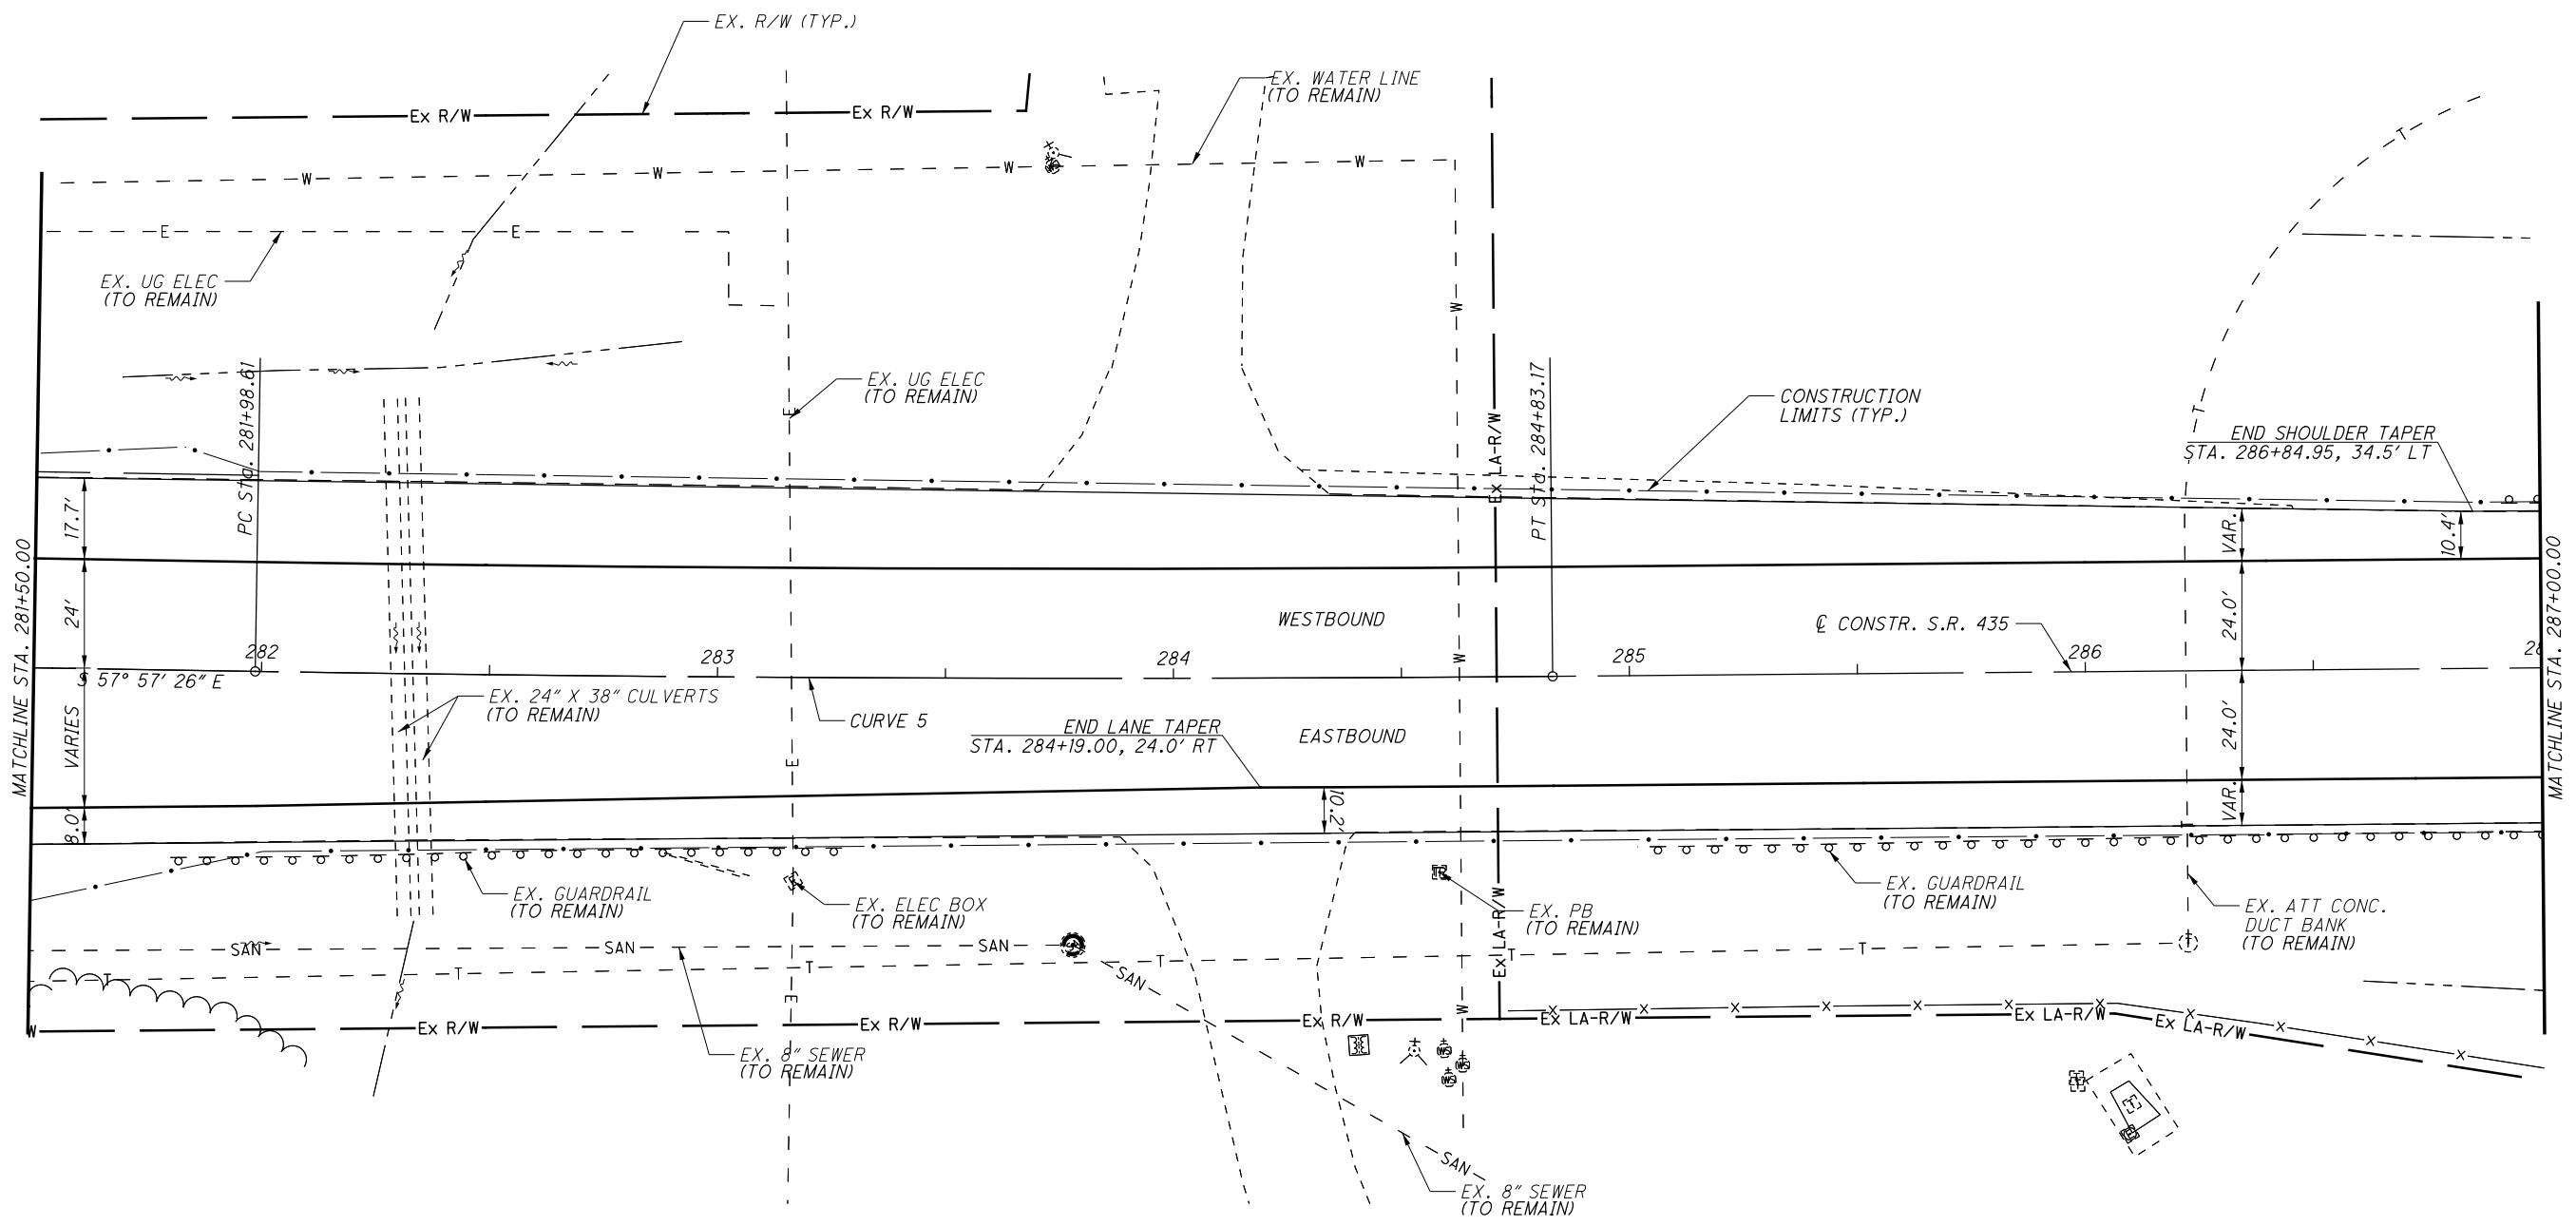 EX. R/W (TYP.)
EX. WATER LINE
(TO REMAIN)
Ex R/W
Ex R/W
W
W
W
W
T
E
E
EX. UG ELEC
(TO REMAIN)
W
EX. UG ELEC
(TO REMAIN)
E
PC Sta. 281+98.61
PT Sta. 284+83.17
Ex LA-R/W
CONSTRUCTION
LIMITS (TYP.)
T
END SHOULDER TAPER
STA. 286+84.95, 34.5' LT
17.7'
VAR.
10.4'
MATCHLINE STA. 281+50.00
MATCHLINE STA. 287+00.00
24'
WESTBOUND
℄ CONSTR. S.R. 435
24.0'
282
283
284
W
285
286
28
S 57° 57' 26" E
EX. 24" X 38" CULVERTS
(TO REMAIN)
CURVE 5
END LANE TAPER
STA. 284+19.00, 24.0' RT
EASTBOUND
24.0'
VARIES
E
8.0'
10.2'
VAR.
EX. GUARDRAIL
(TO REMAIN)
EX. ELEC BOX
(TO REMAIN)
EX. PB
(TO REMAIN)
Ex LA-R/W
EX. GUARDRAIL
(TO REMAIN)
EX. ATT CONC.
DUCT BANK
(TO REMAIN)
SAN
SAN
SAN
SAN
T
T
T
T
T
T
T
E
W
W
Ex R/W
Ex R/W
Ex R/W
Ex LA-R/W
Ex LA-R/W
Ex LA-R/W
X
X
X
X
X
X
X
X
X
X
X
EX. 8" SEWER
(TO REMAIN)
WS
WS
WS
T
SAN
EX. 8" SEWER
(TO REMAIN)